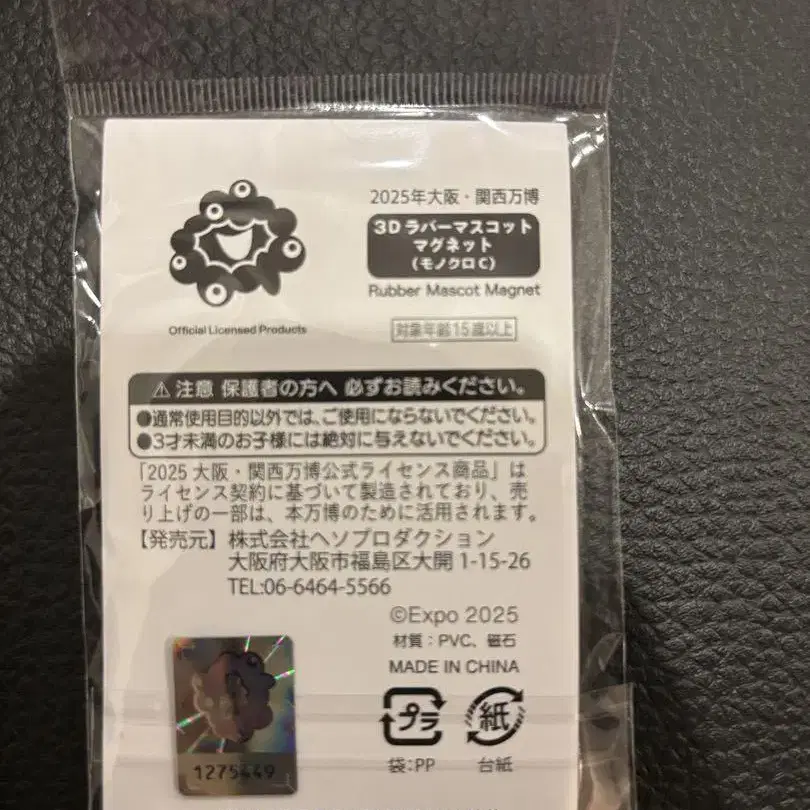 2025年大阪・関西万博
3Dラバーマスコット
マグネット
(モノクロC)
Rubber Mascot Magnet
Official Licensed Products
対象年齢15歳以上
⚠注意 保護者の方へ 必ずお読みください。
●通常使用目的以外では、ご使用にならないでください。
●3才未満のお子様には絶対に与えないでください。
「2025 大阪・関西万博公式ライセンス商品」は
ライセンス契約に基づいて製造されており、売
り上げの一部は、本万博のために活用されます。
【発売元】株式会社ヘソプロダクション
大阪府大阪市福島区大開 1-15-26
TEL:06-6464-5566
©Expo 2025
材質:PVC、磁石
MADE IN CHINA
プラ
紙
袋:PP
台紙
1275449